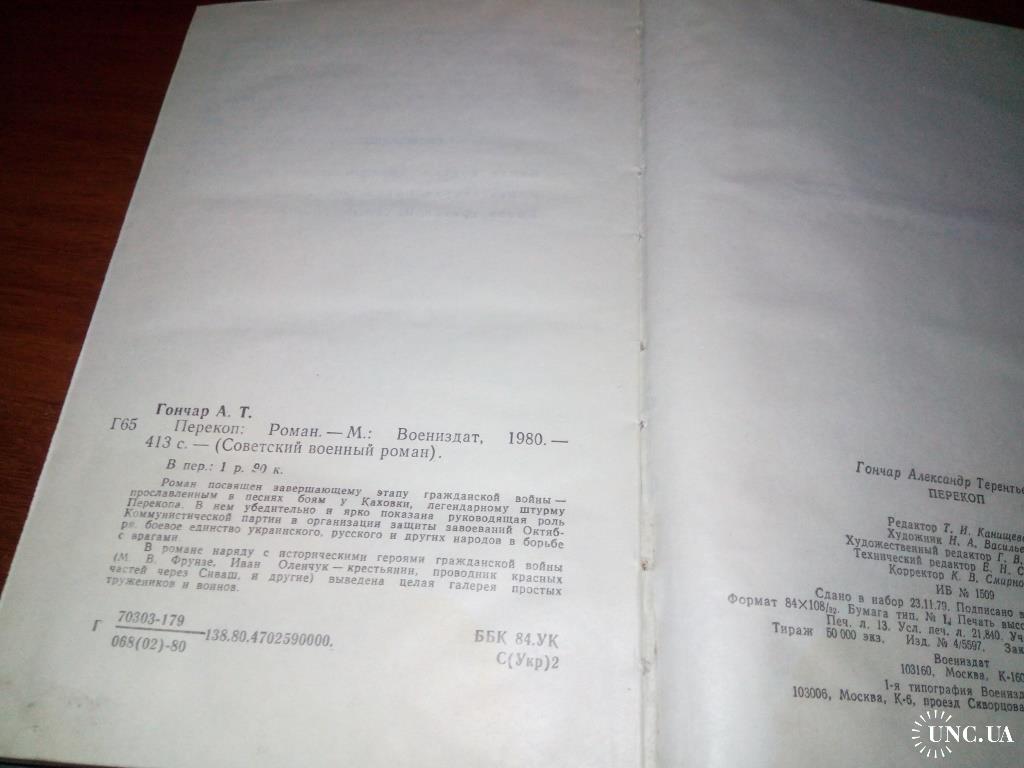 Гончар А. Т.
Г65 Перекоп: Роман. — М.: Воениздат, 1980. —
413 с. — (Советский военный роман).
В пер.: 1 р. 90 к.
Роман посвящен завершающему этапу гражданской войны —
прославленным в песнях боям у Каховки, легендарному штурму
Перекопа. В нем убедительно и ярко показана руководящая роль
Коммунистической партии в организации защиты завоеваний Октяб-
ря, боевое единство украинского, русского и других народов в борьбе
с врагами.
В романе наряду с историческими героями гражданской войны
(М. В. Фрунзе, Иван Оленчук — крестьянин, проводник красных
частей через Сиваш, и другие) выведена целая галерея простых
тружеников и воинов.
Г 70303-179
068(02)-80 138.80.4702590000.
ББК 84.УК
С(Укр)2
Гончар Александр Терентье
ПЕРЕКОП
Редактор Т. И. Канищев
Художник Н. А. Василье
Художественный редактор Г. В.
Технический редактор Е. Н. С
Корректор К. В. Смирно
ИБ № 1509
Сдано в набор 23.11.79. Подписано в
Формат 84×108/32. Бумага тип. № 1. Печать высо
Печ. л. 13. Усл. печ. л. 21,840. Уч
Тираж 50 000 экз. Изд. № 4/5597. Зак
Воениздат
103160, Москва, К-160
1-я типография Военизд
103006, Москва, К-6, проезд Скворцова
UNC.UA